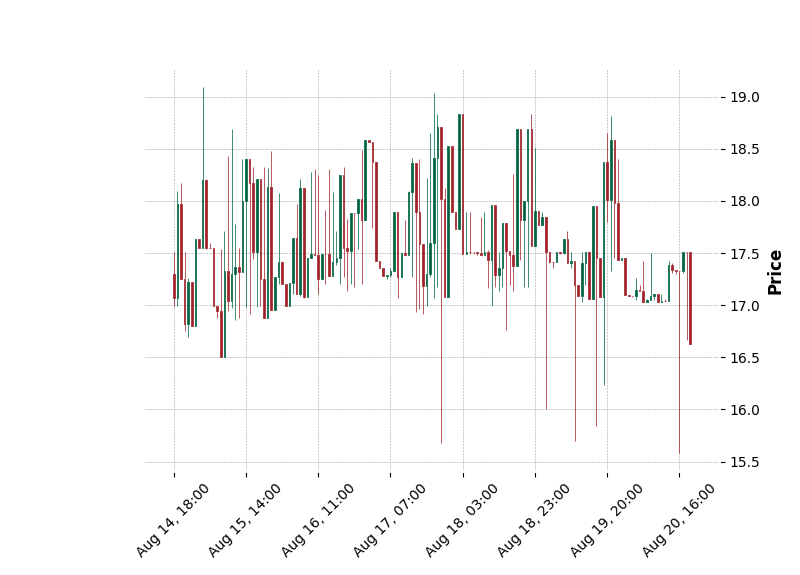 19.0
18.5
18.0
17.5
17.0
16.5
16.0
15.5
Price
Aug 14, 18:00
Aug 15, 14:00
Aug 16, 11:00
Aug 17, 07:00
Aug 18, 03:00
Aug 18, 23:00
Aug 19, 20:00
Aug 20, 16:00